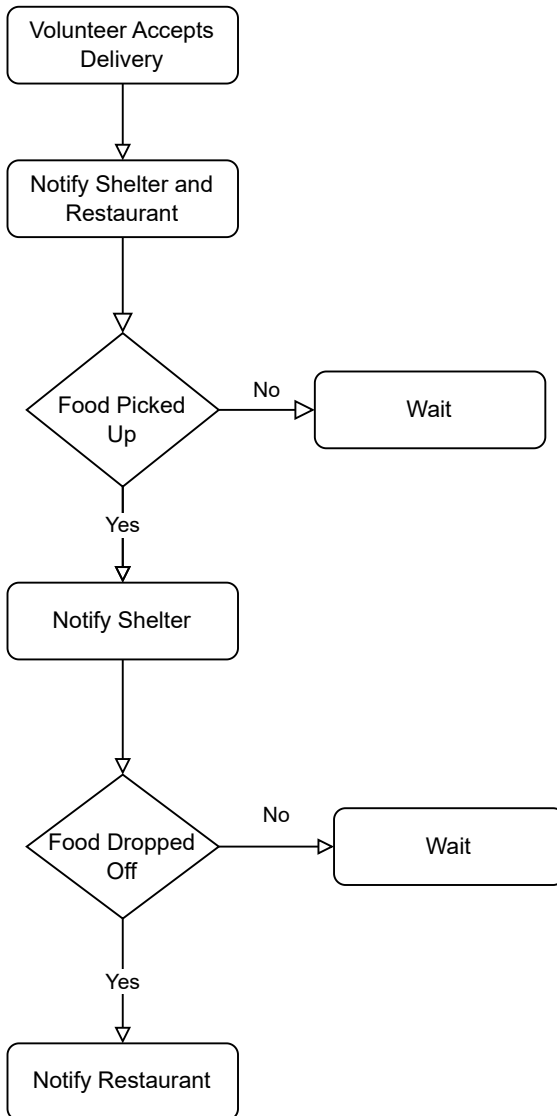 Volunteer Accepts
Delivery
Notify Shelter and
Restaurant
Food Picked
Up
No
Wait
Yes
Notify Shelter
Food Dropped
Off
No
Wait
Yes
Notify Restaurant